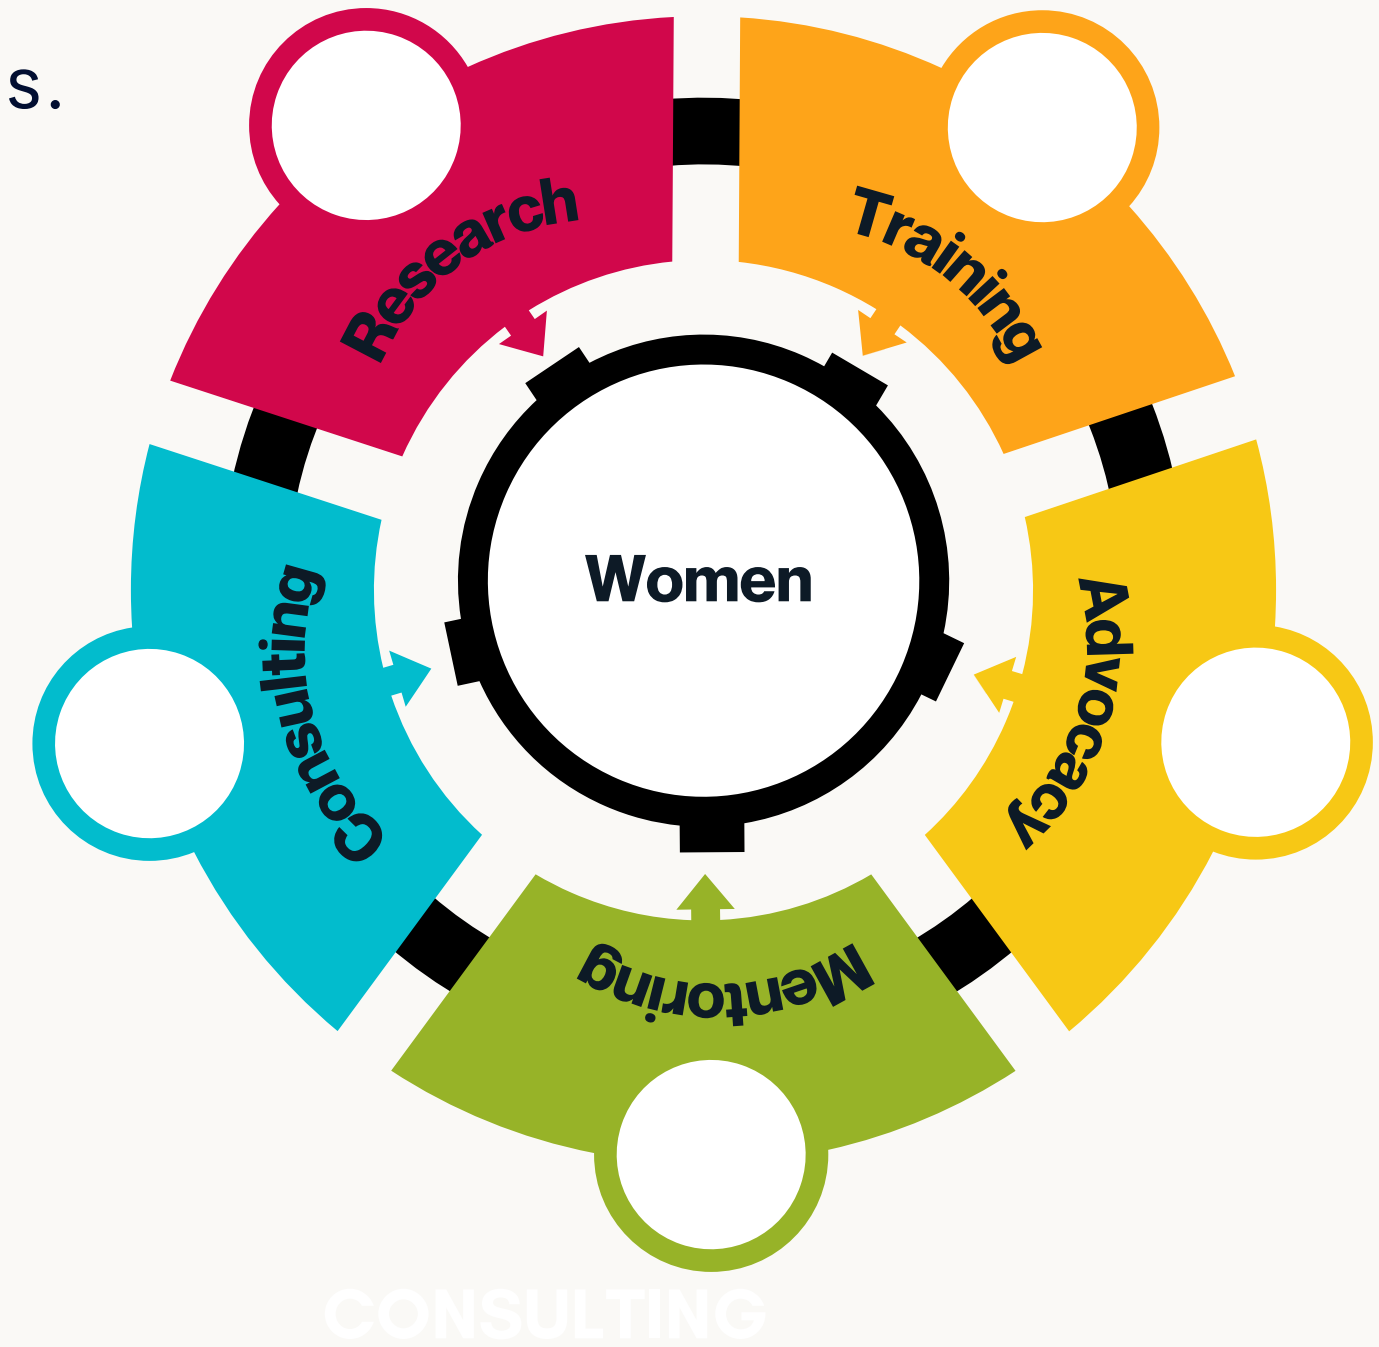 s.
Research
Training
Women
Consulting
Advocacy
Mentoring
CONSULTING